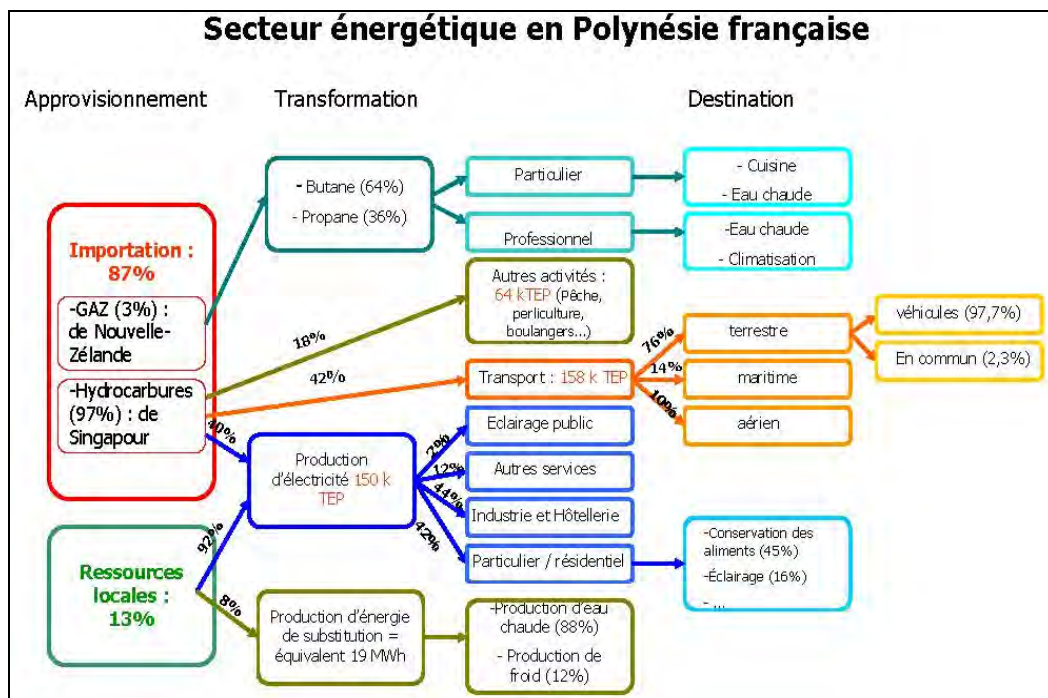 Secteur énergétique en Polynésie française
Approvisionnement
Transformation
Destination
Importation :
87%
-GAZ (3%) :
de Nouvelle-
Zélande
-Hydrocarbures
(97%) : de
Singapour
Ressources
locales :
13%
- Butane (64%)
- Propane (36%)
18%
42%
40%
92%
8%
Production
d'électricité 150 k
TEP
Production d'énergie
de substitution =
équivalent 19 MWh
Particulier
Professionnel
Autres activités :
64 kTEP (Pêche,
perliculture,
boulangers...)
Transport : 158 k TEP
2%
12%
44%
42%
Eclairage public
Autres services
Industrie et Hôtellerie
Particulier / résidentiel
-Production d'eau
chaude (88%)
- Production de
froid (12%)
- Cuisine
- Eau chaude
-Eau chaude
- Climatisation
76%
14%
10%
terrestre
maritime
aérien
véhicules (97,7%)
En commun (2,3%)
-Conservation des
aliments (45%)
-Éclairage (16%)
-...